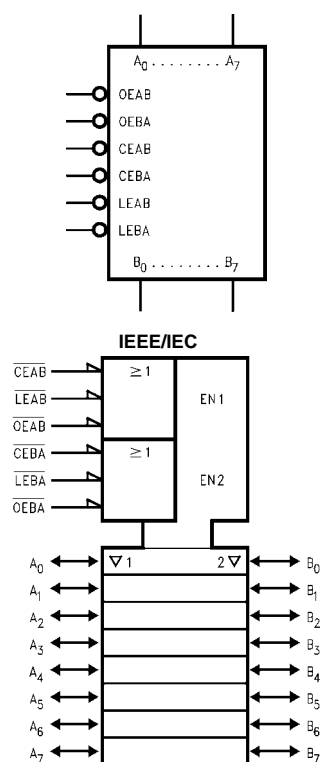 A0 . . . . . . . . A7
OEAB
OEBA
CEAB
CEBA
LEAB
LEBA
B0 . . . . . . . . B7
IEEE/IEC
CEAB ≥ 1
LEAB EN1
OEAB
CEBA ≥ 1
LEBA EN2
OEBA
A0 ▽ 1 2 ▽ B0
A1 B1
A2 B2
A3 B3
A4 B4
A5 B5
A6 B6
A7 B7